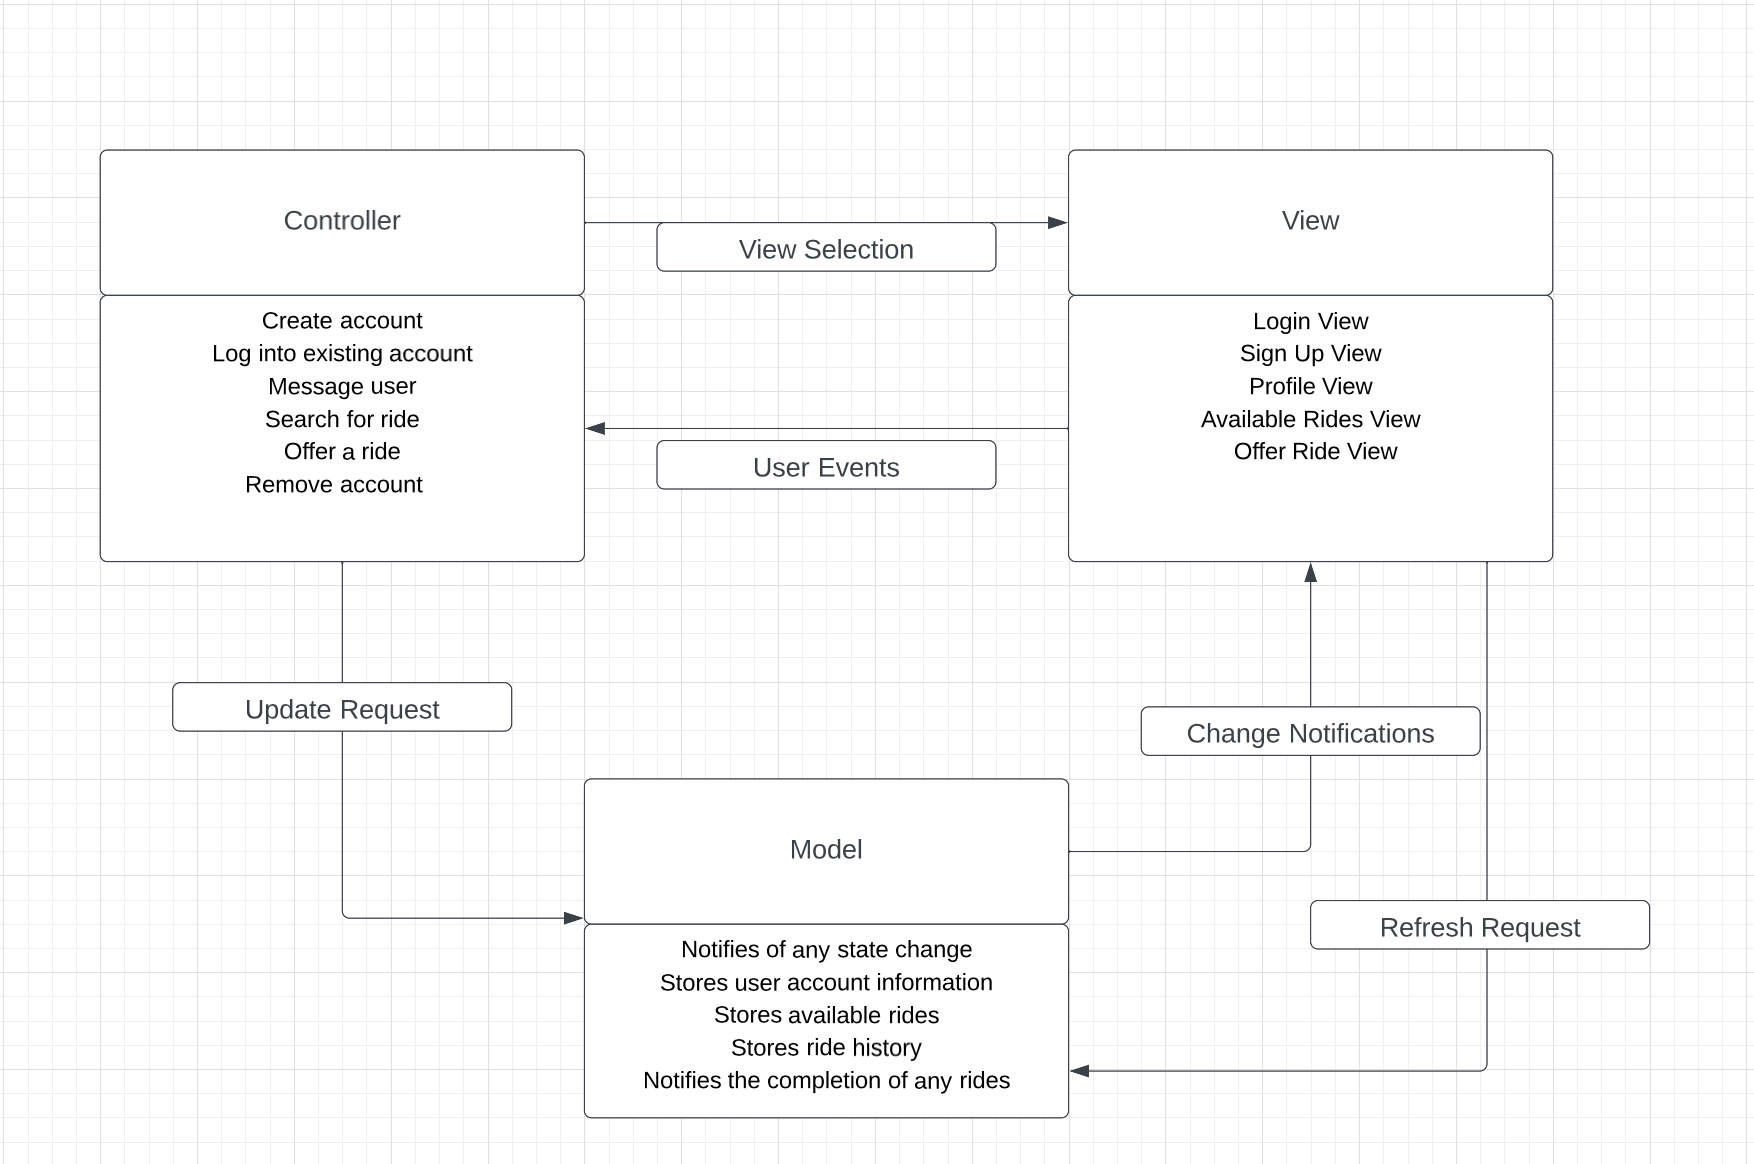 Controller
View Selection
View
Create account
Log into existing account
Message user
Search for ride
Offer a ride
Remove account
User Events
Login View
Sign Up View
Profile View
Available Rides View
Offer Ride View
Update Request
Change Notifications
Model
Refresh Request
Notifies of any state change
Stores user account information
Stores available rides
Stores ride history
Notifies the completion of any rides